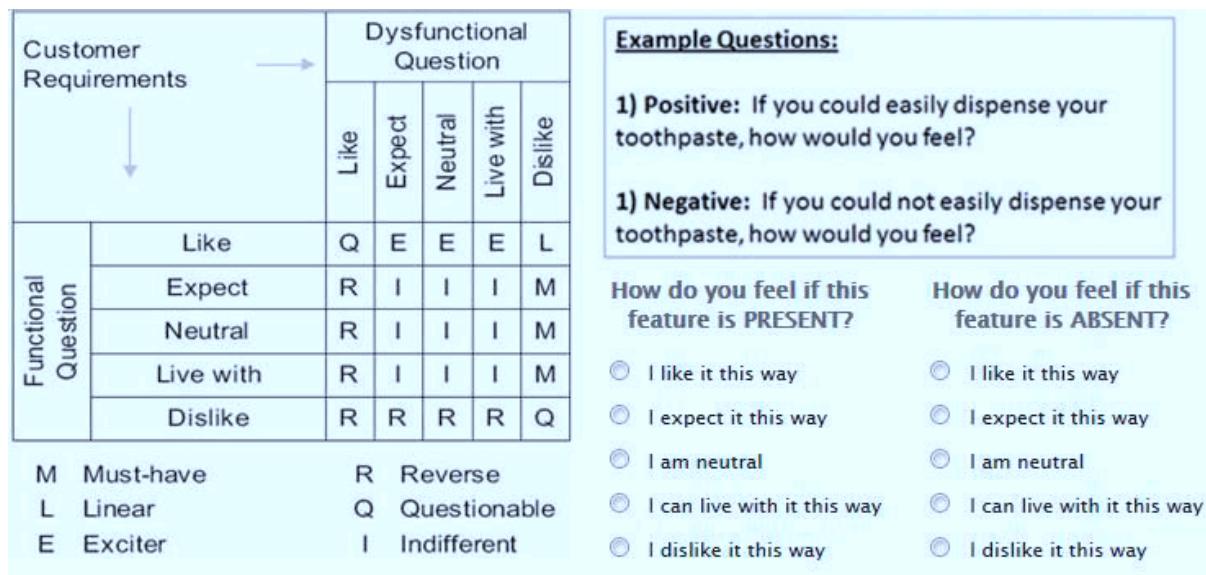 Customer
Requirements
Dysfunctional
Question
Like
Expect
Neutral
Live with
Dislike
Functional
Question
Like Q E E E L
Expect R I I I M
Neutral R I I I M
Live with R I I I M
Dislike R R R R Q
M Must-have R Reverse
L Linear Q Questionable
E Exciter I Indifferent
Example Questions:
1) Positive: If you could easily dispense your
toothpaste, how would you feel?
1) Negative: If you could not easily dispense your
toothpaste, how would you feel?
How do you feel if this
feature is PRESENT?
I like it this way
I expect it this way
I am neutral
I can live with it this way
I dislike it this way
How do you feel if this
feature is ABSENT?
I like it this way
I expect it this way
I am neutral
I can live with it this way
I dislike it this way